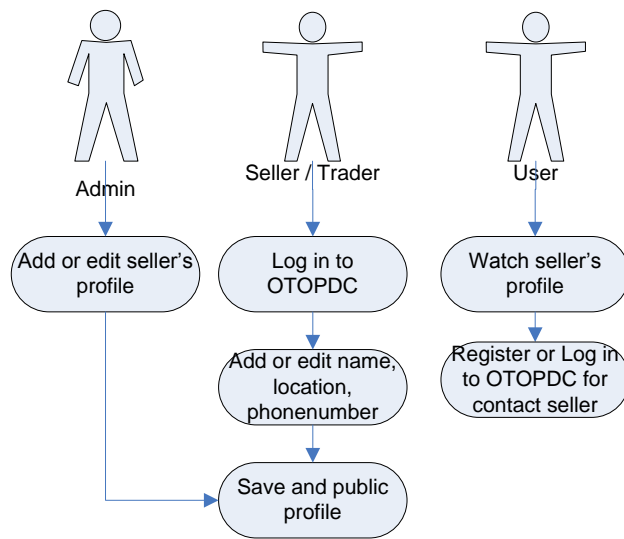 Admin
Seller / Trader
User
Add or edit seller's
profile
Log in to
OTOPDC
Watch seller's
profile
Add or edit name,
location,
phonenumber
Register or Log in
to OTOPDC for
contact seller
Save and public
profile